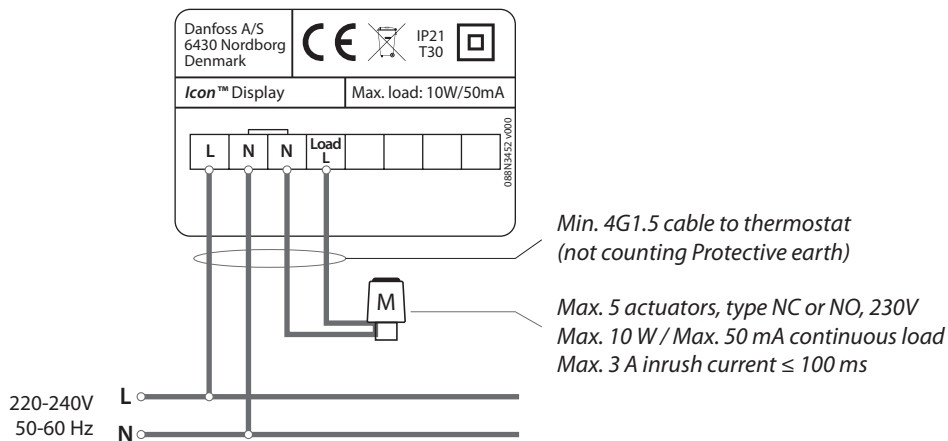 Danfoss A/S
6430 Nordborg
Denmark
IP21
T30
Icon™ Display
Max. load: 10W/50mA
L
N
N
Load
L
088N3452 v000
Min. 4G1.5 cable to thermostat
(not counting Protective earth)
M
Max. 5 actuators, type NC or NO, 230V
Max. 10 W / Max. 50 mA continuous load
Max. 3 A inrush current ≤ 100 ms
220-240V
50-60 Hz
L
N